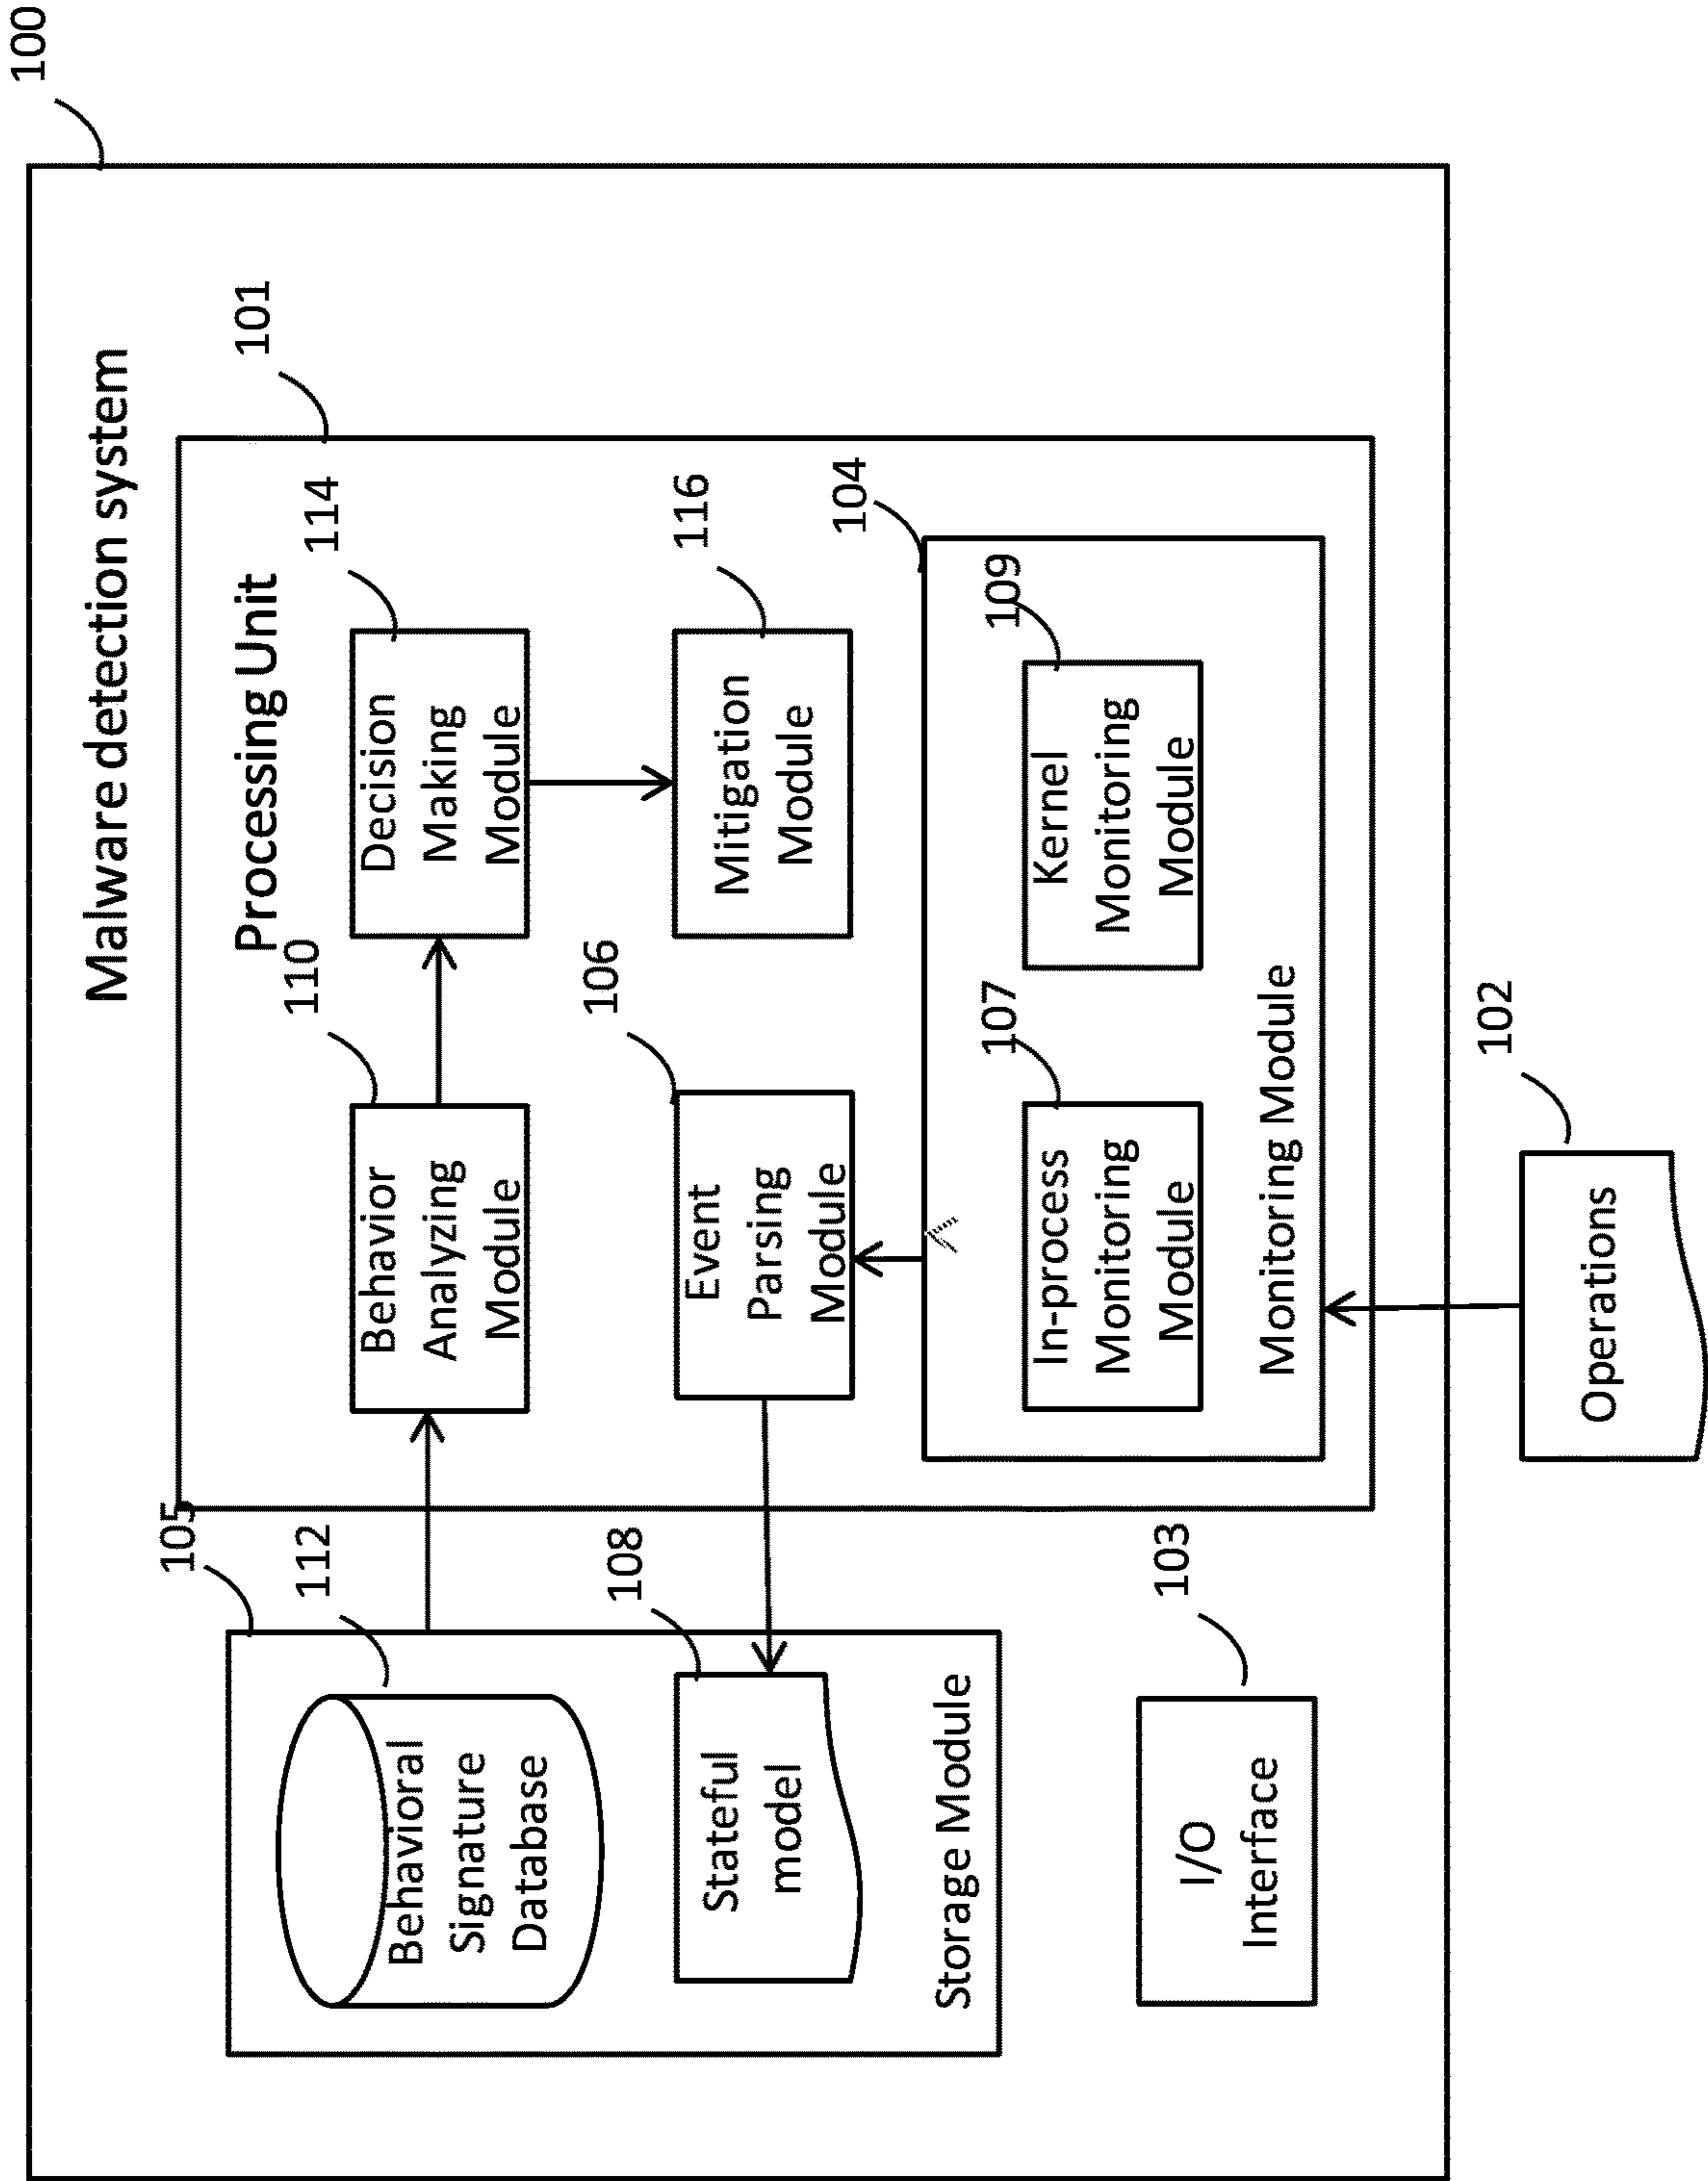 100
Malware detection system
101
Processing Unit
105
112
Behavioral
Signature
Database
110
Behavior
Analyzing
Module
114
Decision
Making
Module
108
Stateful
model
106
Event
Parsing
Module
116
Mitigation
Module
Storage Module
104
107
In-process
Monitoring
Module
109
Kernel
Monitoring
Module
Monitoring Module
103
I/O
Interface
102
Operations